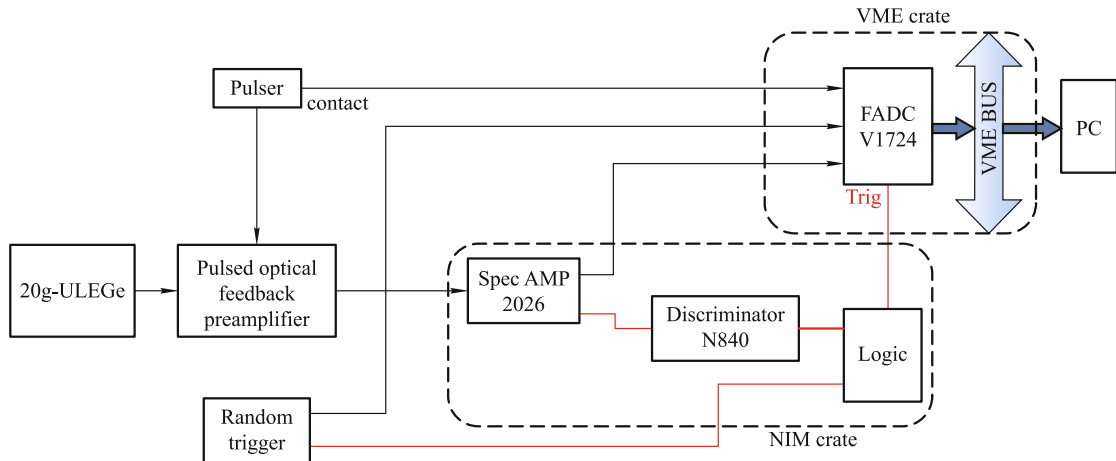 VME crate
Pulser
contact
FADC
V1724
VME BUS
PC
Trig
20g-ULEGe
Pulsed optical
feedback
preamplifier
Spec AMP
2026
Discriminator
N840
Logic
Random
trigger
NIM crate